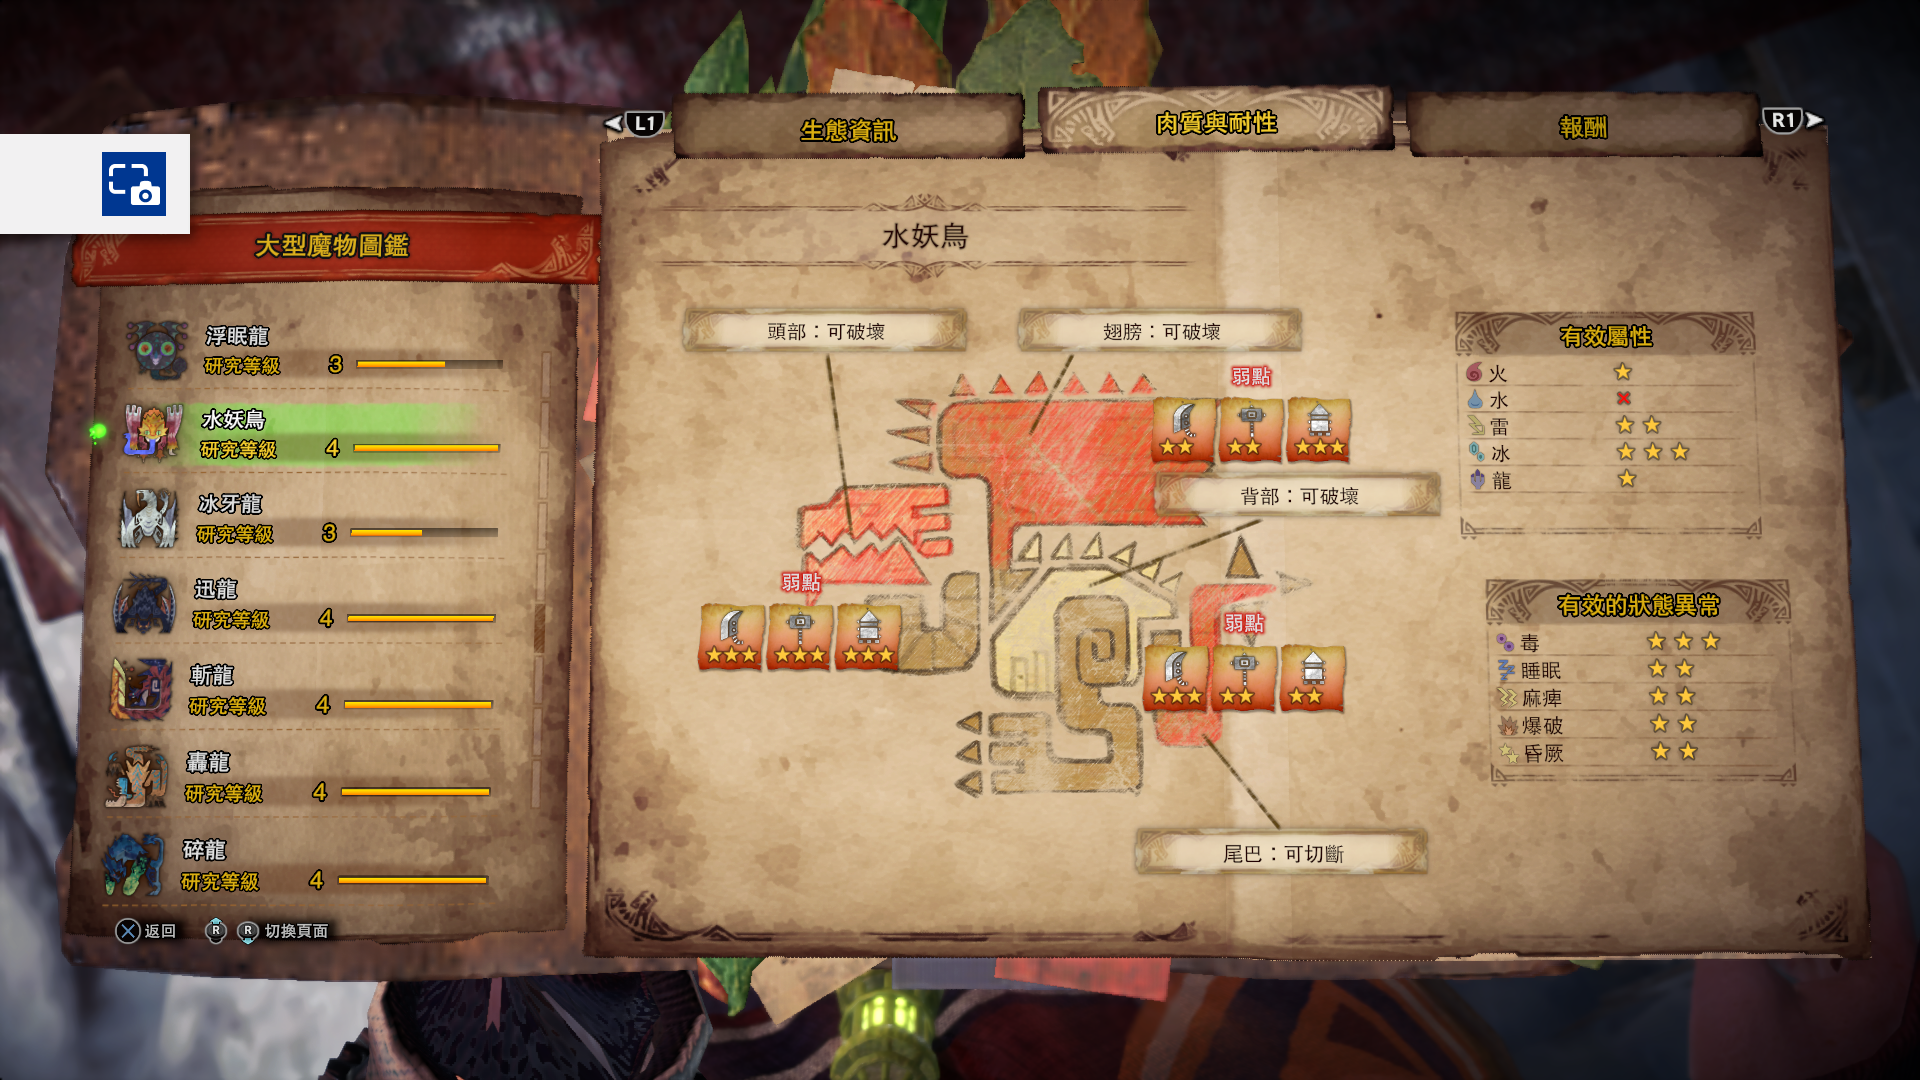 L1
生態資訊
肉質與耐性
報酬
R1
大型魔物圖鑑
浮眠龍
研究等級 3
水妖鳥
研究等級 4
冰牙龍
研究等級 3
迅龍
研究等級 4
斬龍
研究等級 4
轟龍
研究等級 4
碎龍
研究等級 4
返回
R
R
切換頁面
水妖鳥
頭部：可破壞
翅膀：可破壞
弱點
背部：可破壞
弱點
弱點
尾巴：可切斷
有效屬性
火
水
雷
冰
龍
有效的狀態異常
毒
睡眠
麻痺
爆破
昏厥